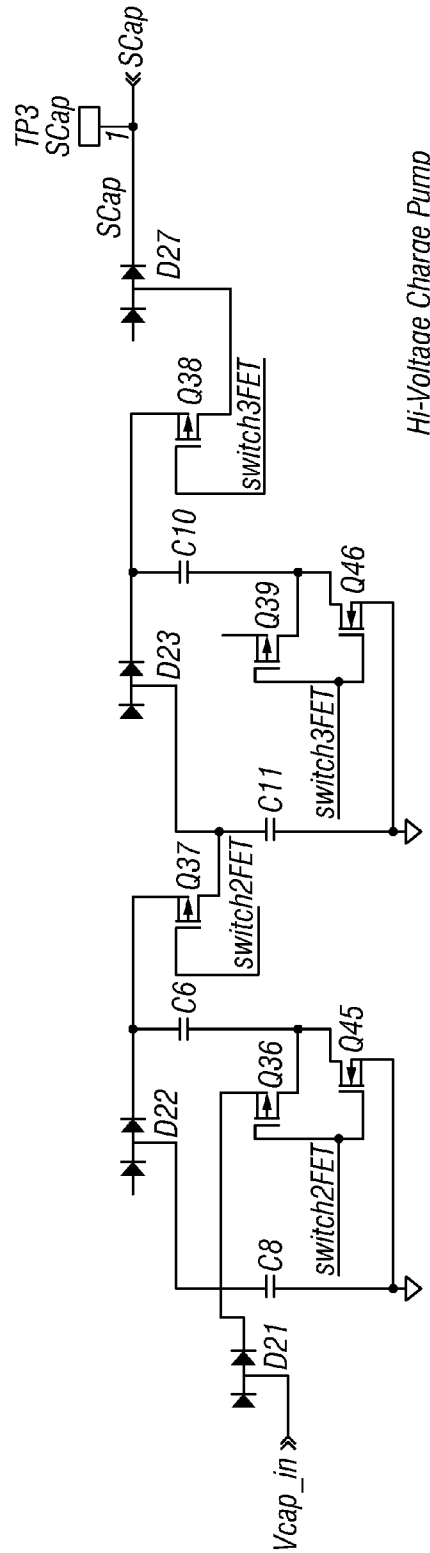 Vcap_in
D21
C8
D22
switch2FET
Q36
Q45
C6
Q37
switch2FET
C11
D23
switch3FET
Q39
Q46
C10
Q38
switch3FET
D27
SCap
TP3
SCap
1
SCap
Hi-Voltage Charge Pump